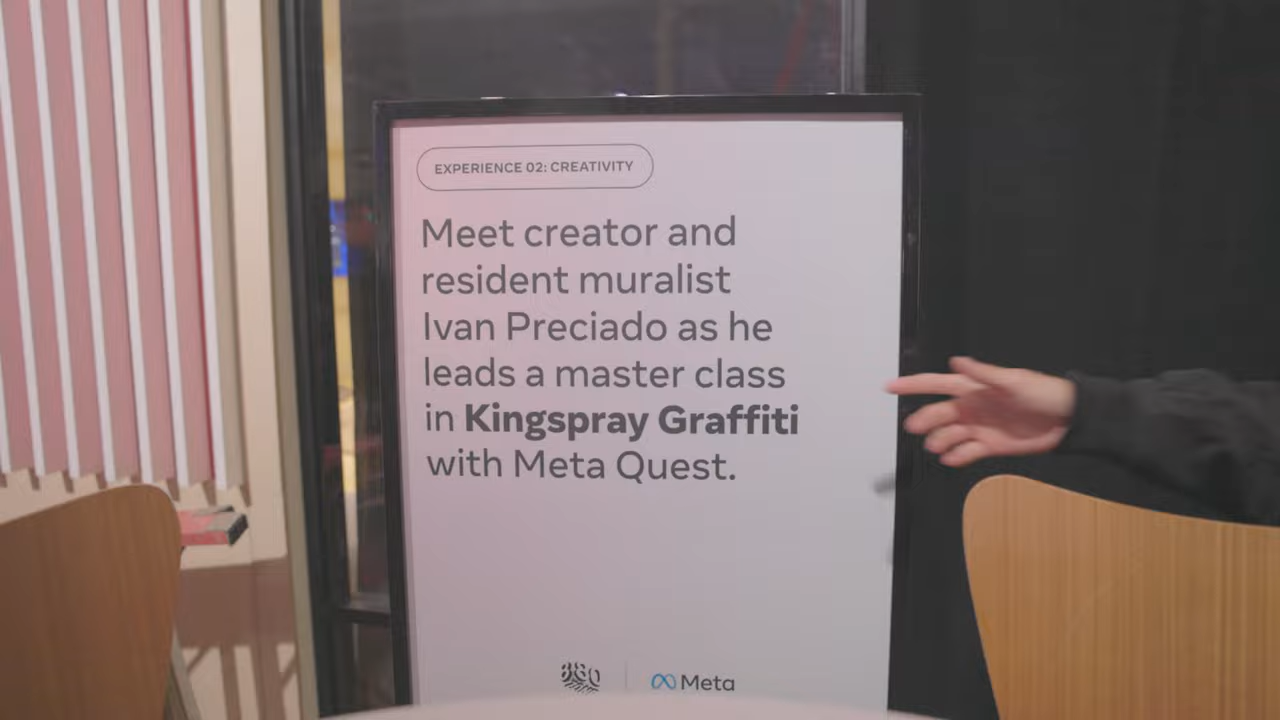 EXPERIENCE 02: CREATIVITY
Meet creator and
resident muralist
Ivan Preciado as he
leads a master class
in Kingspray Graffiti
with Meta Quest.
Meta